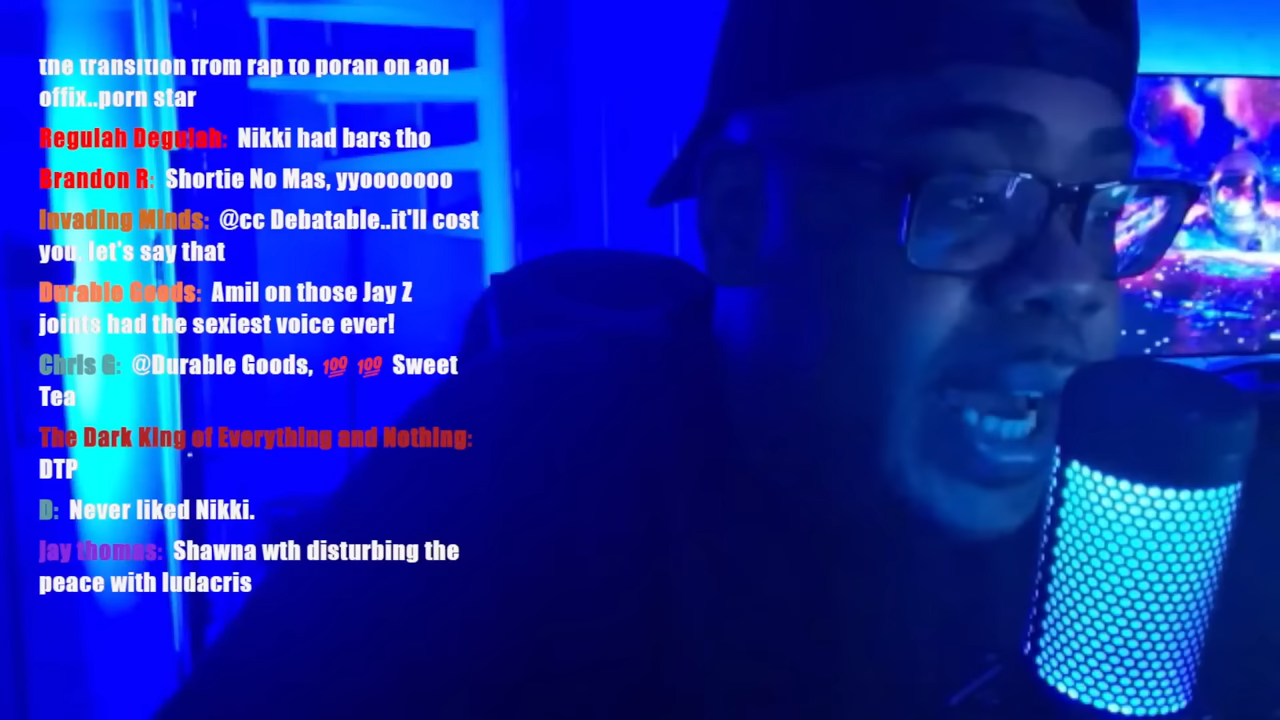 the transition from rap to poran on aol
offix..porn star
Regulah Degulah: Nikki had bars tho
Brandon R: Shortie No Mas, yyooooooo
Invading Minds: @cc Debatable..it'll cost
you, let's say that
Durable Goods: Amil on those Jay Z
joints had the sexiest voice ever!
Chris G: @Durable Goods, 💯 💯 Sweet
Tea
The Dark King of Everything and Nothing:
DTP
D: Never liked Nikki.
Jay thomas: Shawna wth disturbing the
peace with ludacris